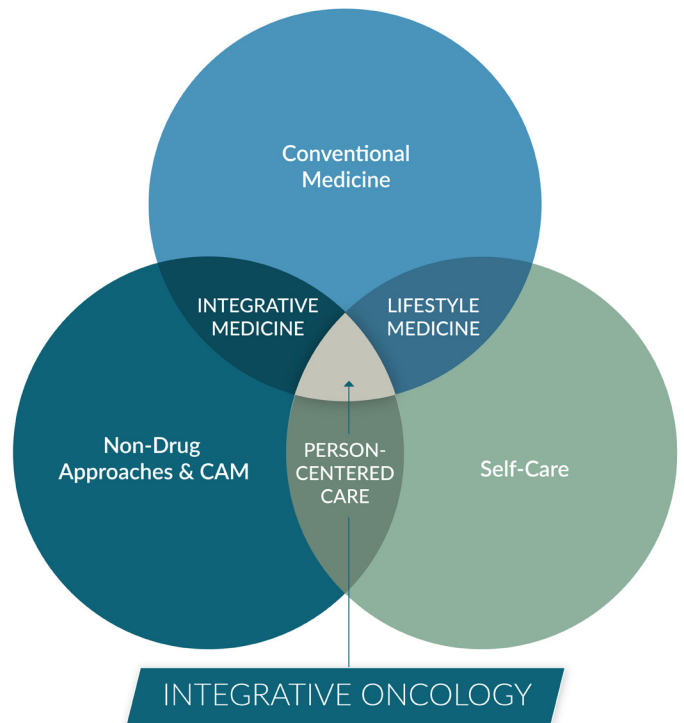 Conventional
Medicine
INTEGRATIVE
MEDICINE
LIFESTYLE
MEDICINE
Non-Drug
Approaches & CAM
PERSON-
CENTERED
CARE
Self-Care
INTEGRATIVE ONCOLOGY